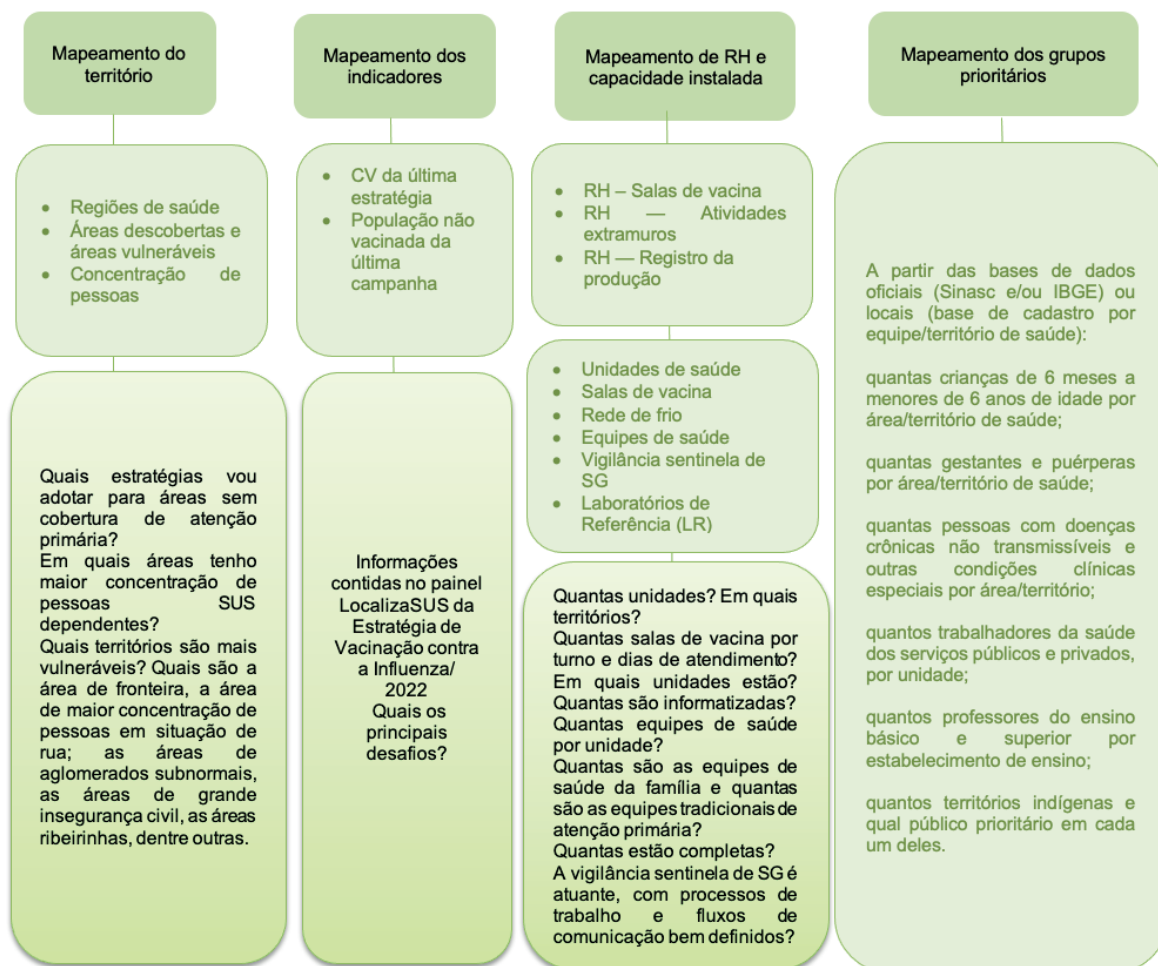 Mapeamento do
território
Regiões de saúde
Áreas descobertas e
áreas vulneráveis
Concentração de
pessoas
Quais estratégias vou
adotar para áreas sem
cobertura de atenção
primária?
Em quais áreas tenho
maior concentração de
pessoas SUS
dependentes?
Quais territórios são mais
vulneráveis? Quais são a
área de fronteira, a área
de maior concentração de
pessoas em situação de
rua; as áreas de
aglomerados subnormais,
as áreas de grande
insegurança civil, as áreas
ribeirinhas, dentre outras.
Mapeamento dos
indicadores
CV da última
estratégia
População não
vacinada da
última
campanha
Informações
contidas no painel
LocalizaSUS da
Estratégia de
Vacinação contra
a Influenza/
2022
Quais os
principais
desafios?
Mapeamento de RH e
capacidade instalada
RH – Salas de vacina
RH — Atividades
extramuros
RH — Registro da
produção
Unidades de saúde
Salas de vacina
Rede de frio
Equipes de saúde
Vigilância sentinela de
SG
Laboratórios de
Referência (LR)
Quantas unidades? Em quais
territórios?
Quantas salas de vacina por
turno e dias de atendimento?
Em quais unidades estão?
Quantas são informatizadas?
Quantas equipes de saúde
por unidade?
Quantas são as equipes de
saúde da família e quantas
são as equipes tradicionais de
atenção primária?
Quantas estão completas?
A vigilância sentinela de SG é
atuante, com processos de
trabalho e fluxos de
comunicação bem definidos?
Mapeamento dos grupos
prioritários
A partir das bases de dados
oficiais (Sinasc e/ou IBGE) ou
locais (base de cadastro por
equipe/território de saúde):
quantas crianças de 6 meses a
menores de 6 anos de idade por
área/território de saúde;
quantas gestantes e puérperas
por área/território de saúde;
quantas pessoas com doenças
crônicas não transmissíveis e
outras condições clínicas
especiais por área/território;
quantos trabalhadores da saúde
dos serviços públicos e privados,
por unidade;
quantos professores do ensino
básico e superior por
estabelecimento de ensino;
quantos territórios indígenas e
qual público prioritário em cada
um deles.